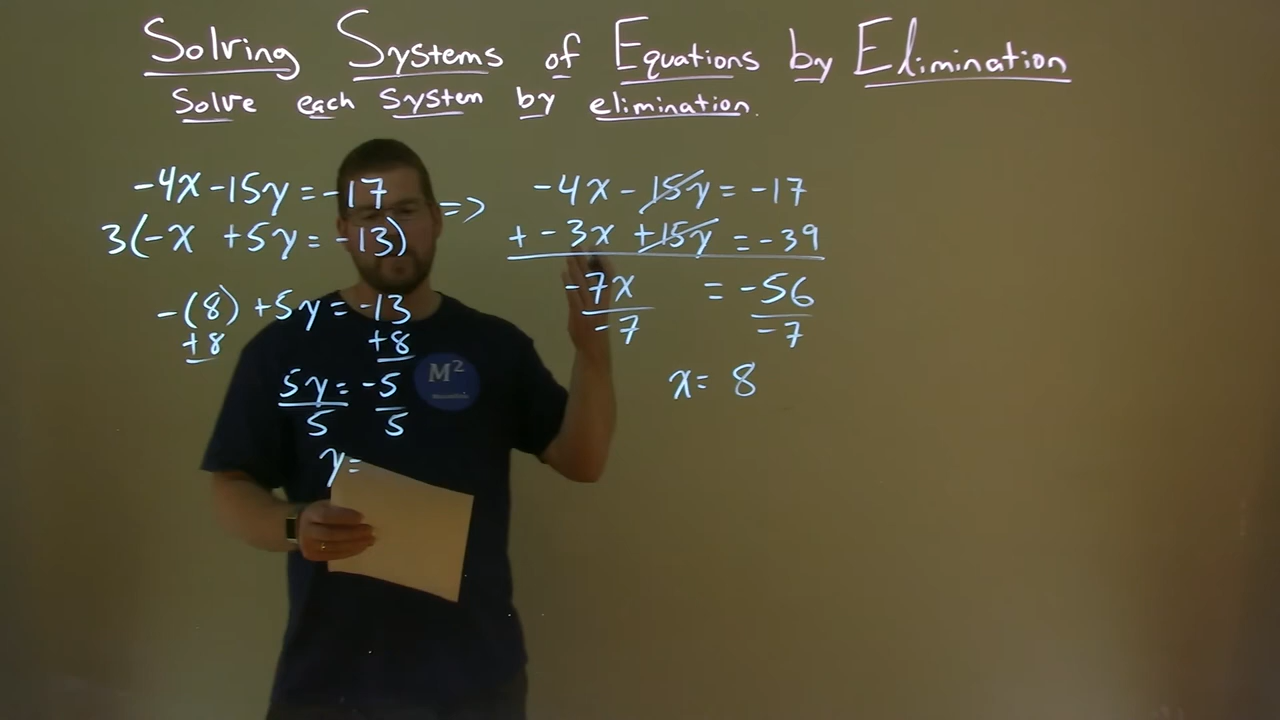 Solving Systems of Equations by Elimination
Solve each system by elimination.
-4x-15y=-17
3(-x +5y=-13)
=>
-(8)+5y=-13
+8 +8
5y=-5
5 5
y=
-4x-15y=-17
+ -3x +15y=-39
-7x = -56
-7 -7
x= 8
M²